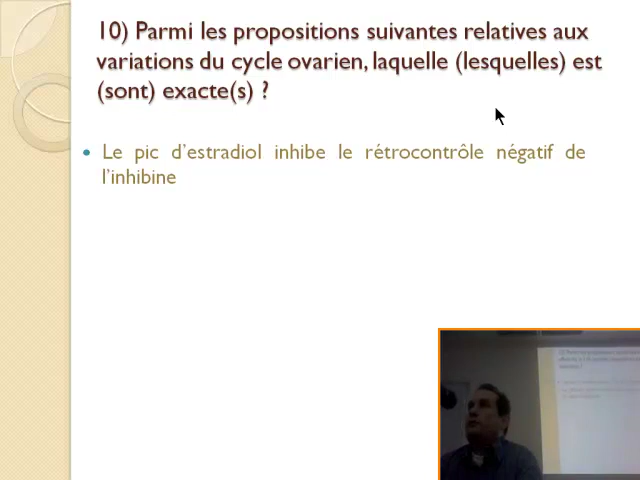 10) Parmi les propositions suivantes relatives aux
variations du cycle ovarien, laquelle (lesquelles) est
(sont) exacte(s) ?
Le pic d’estradiol inhibe le rétrocontrôle négatif de
l’inhibine